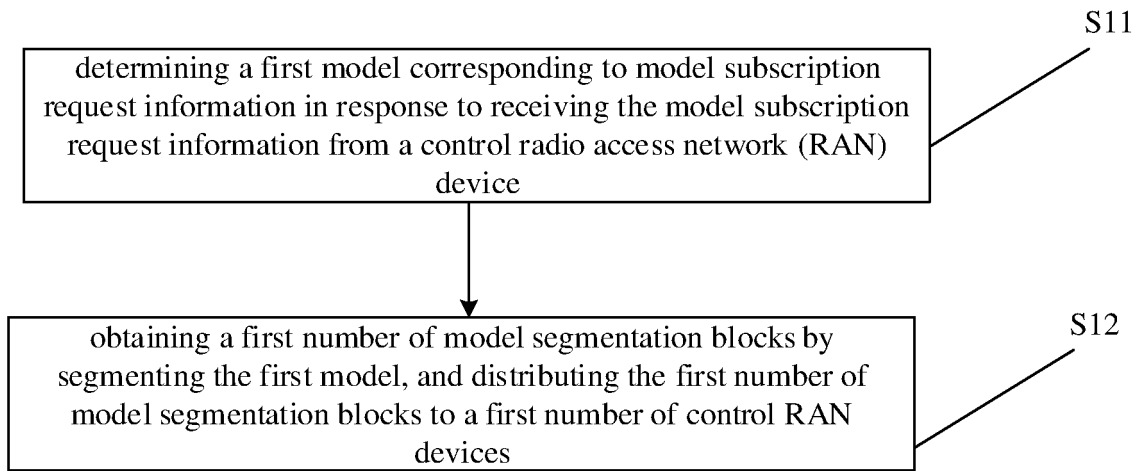 S11
determining a first model corresponding to model subscription
request information in response to receiving the model subscription
request information from a control radio access network (RAN)
device
S12
obtaining a first number of model segmentation blocks by
segmenting the first model, and distributing the first number of
model segmentation blocks to a first number of control RAN
devices